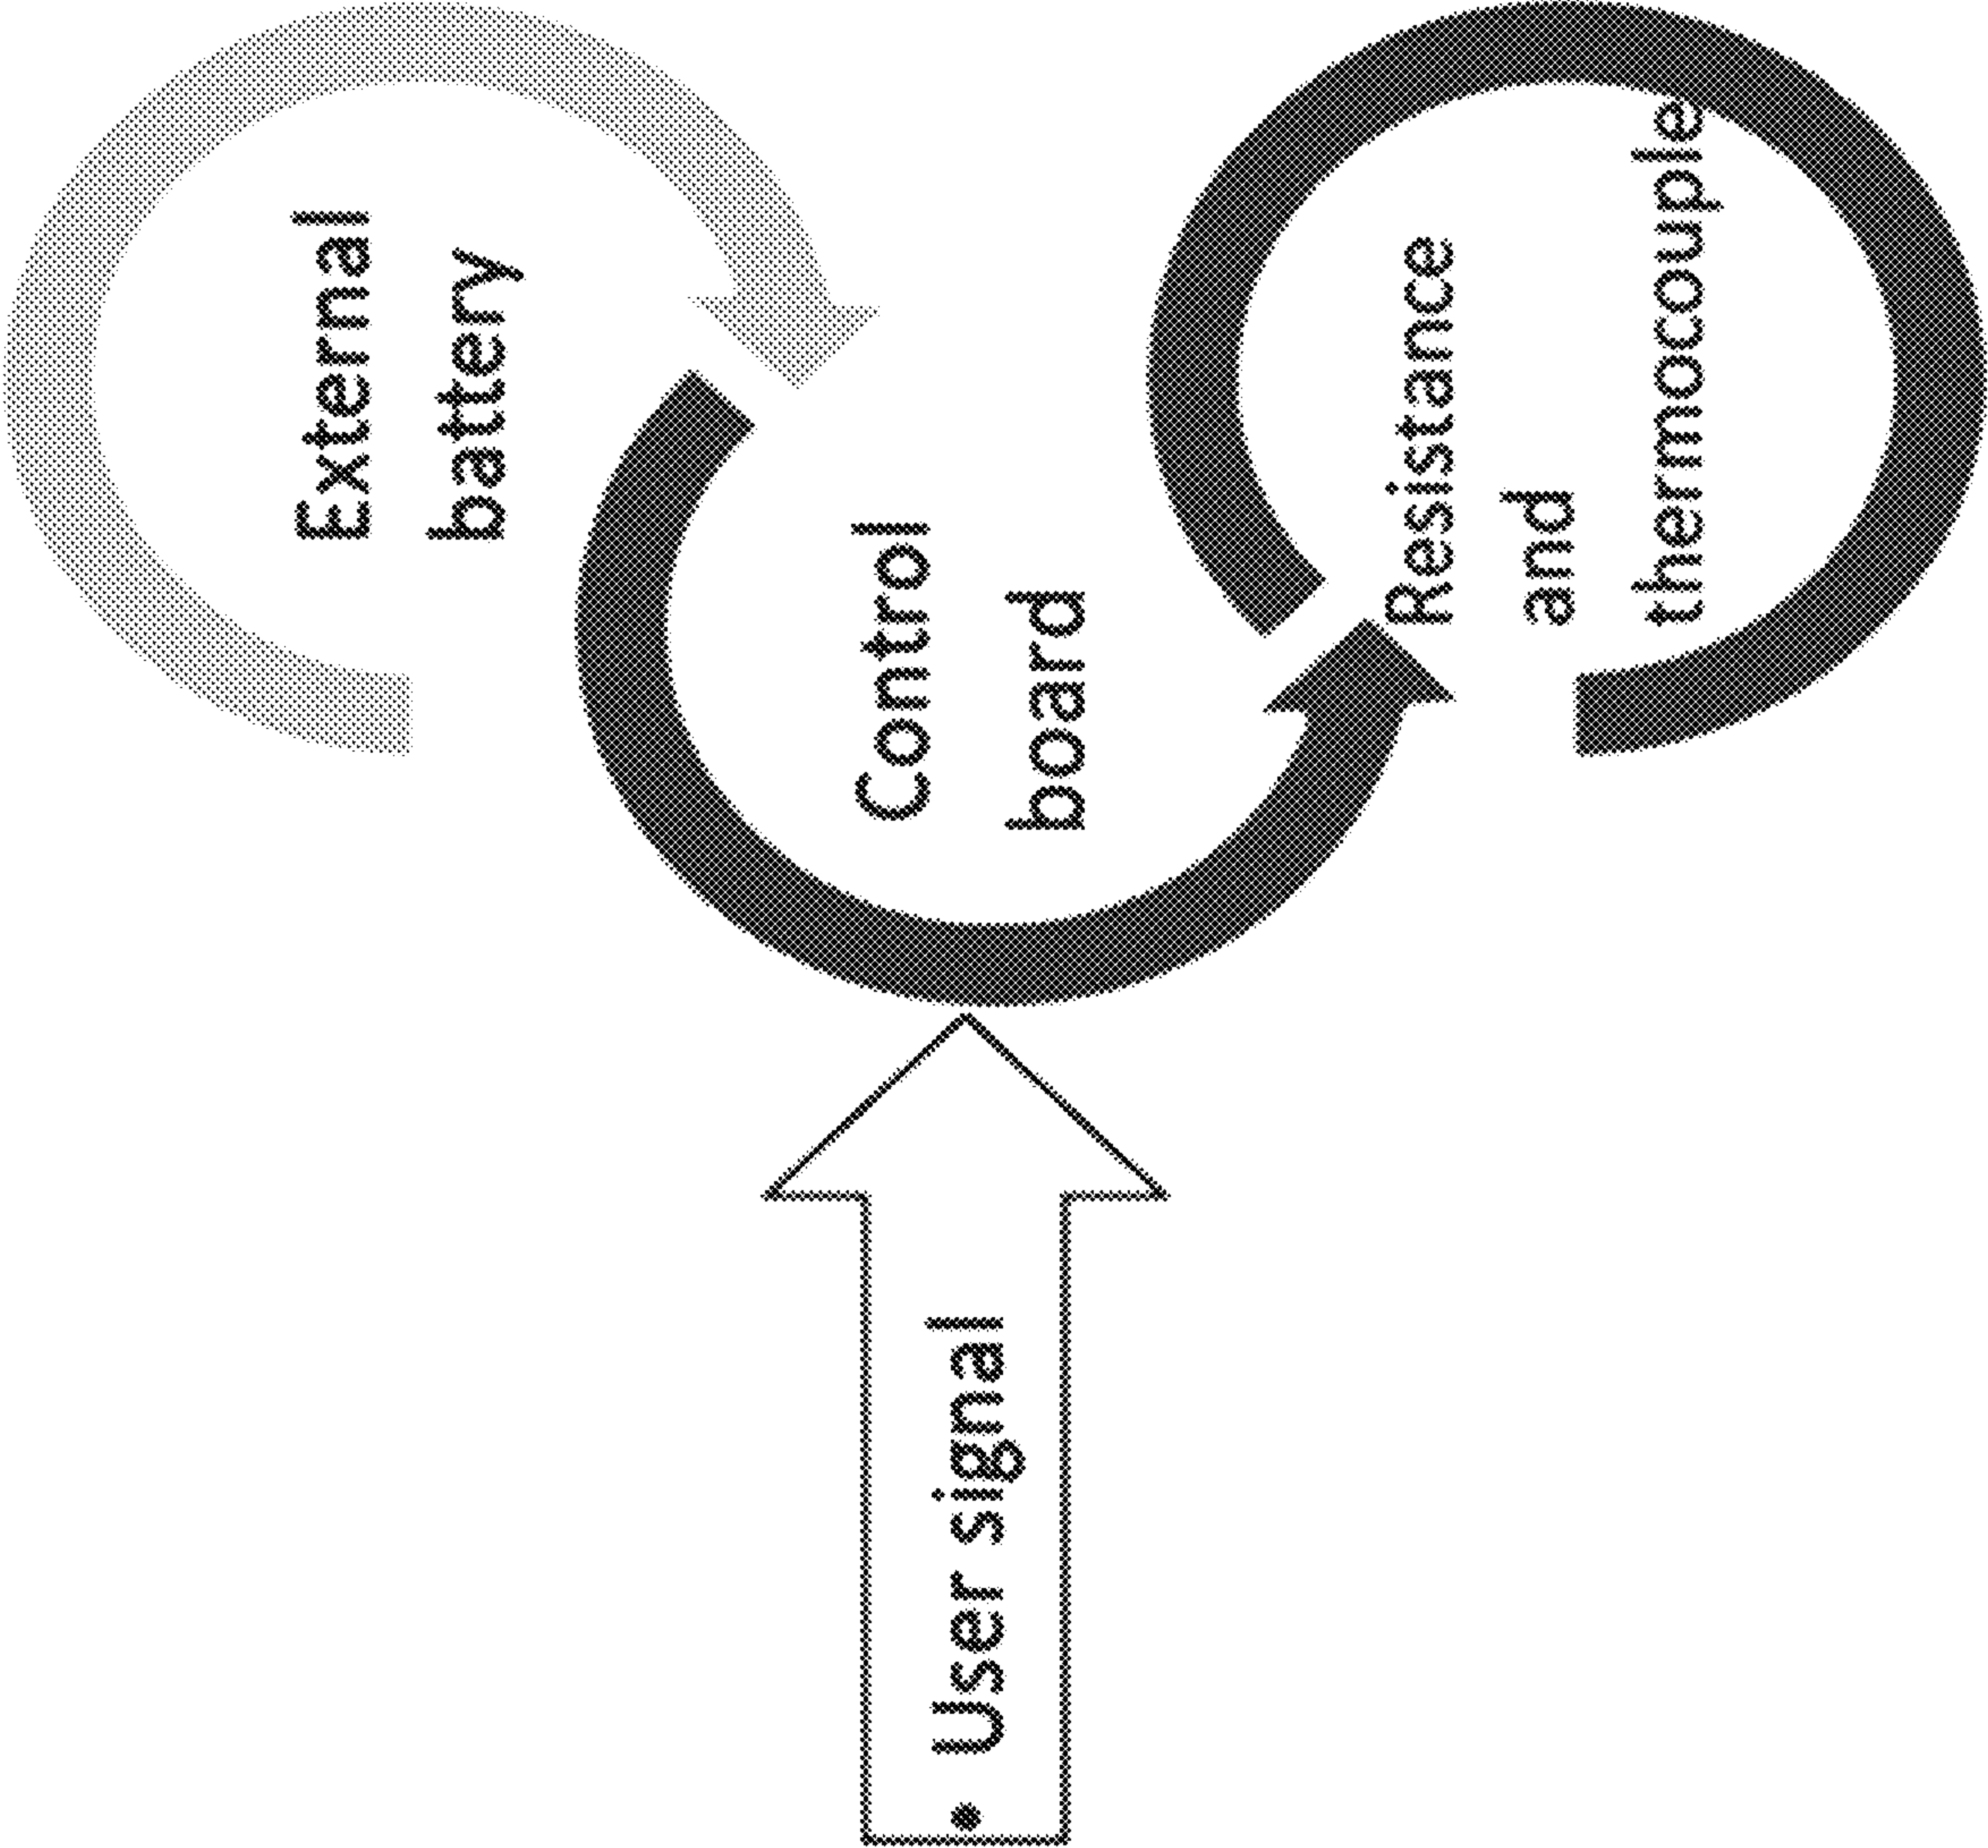 External
battery
Control
board
Resistance
and
thermocouple
• User signal